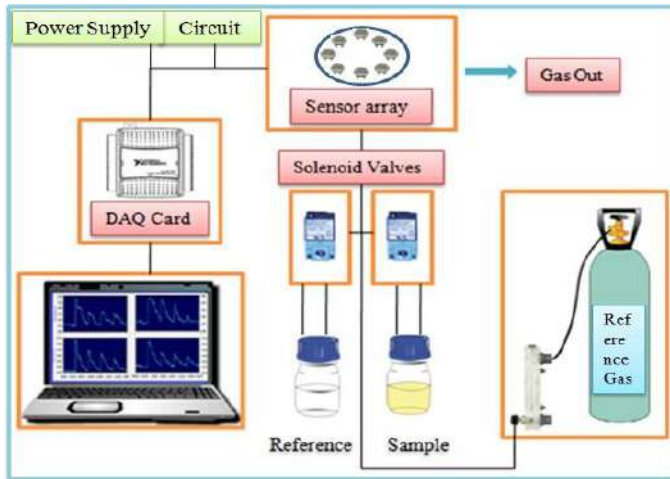 Power Supply
Circuit
Sensor array
Gas Out
Solenoid Valves
DAQ Card
Ref
ere
nce
Gas
Reference
Sample